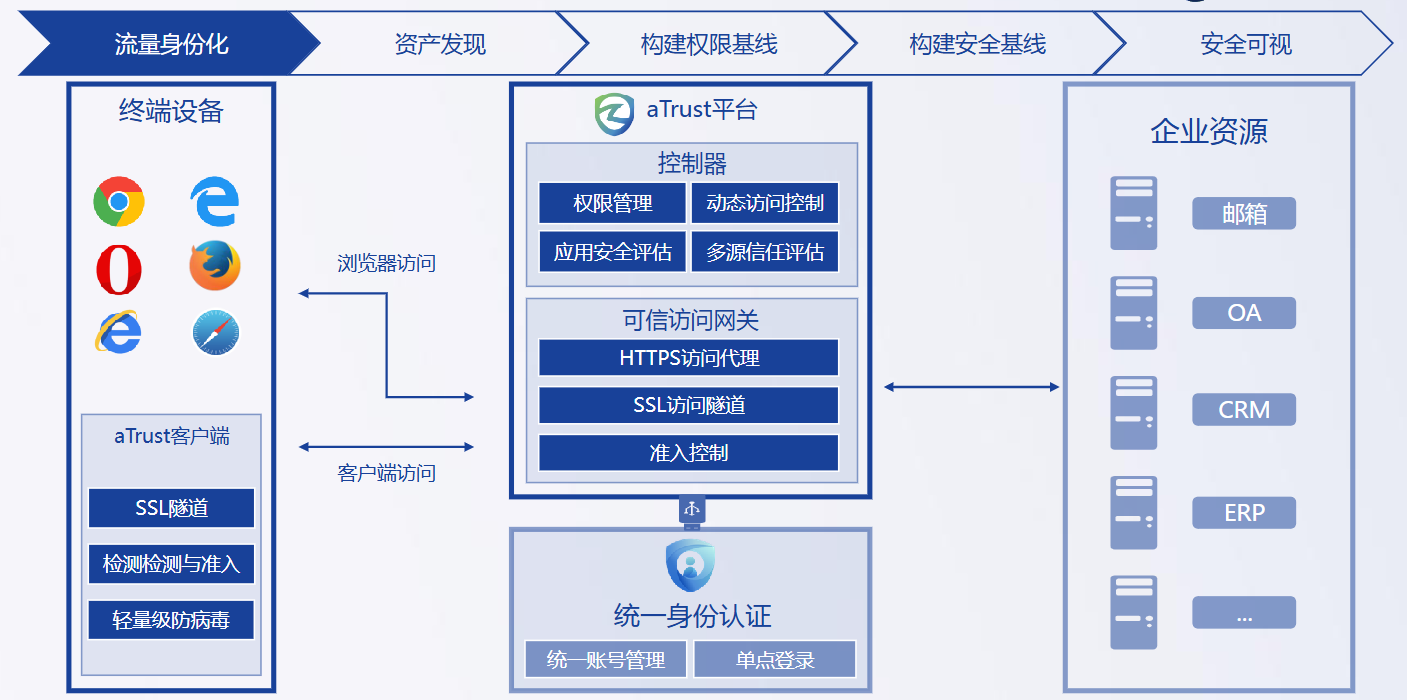 流量身份化
资产发现
构建权限基线
构建安全基线
安全可视
终端设备
aTrust客户端
SSL隧道
检测检测与准入
轻量级防病毒
浏览器访问
客户端访问
aTrust平台
控制器
权限管理
动态访问控制
应用安全评估
多源信任评估
可信访问网关
HTTPS访问代理
SSL访问隧道
准入控制
统一身份认证
统一账号管理
单点登录
企业资源
邮箱
OA
CRM
ERP
...